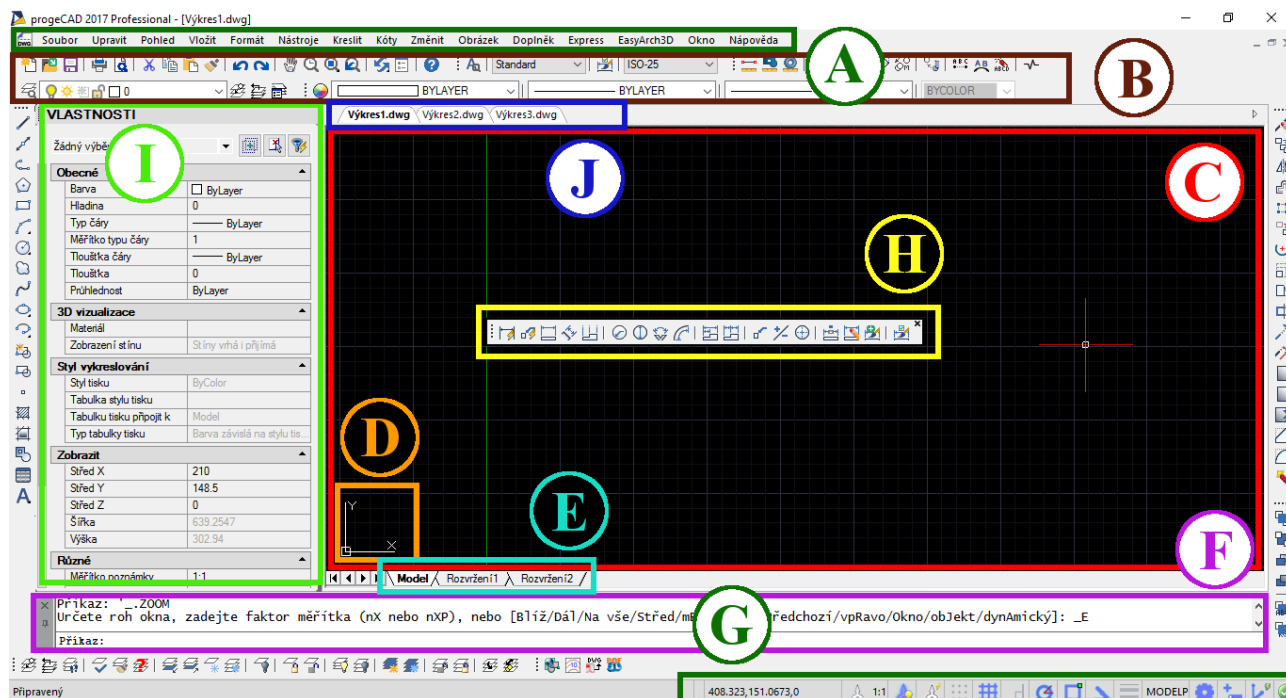 progeCAD 2017 Professional - [Výkres1.dwg]
Soubor Upravit Pohled Vložit Formát Nástroje Kreslit Kóty Změnit Obrázek Doplněk Express EasyArch3D Okno Nápověda
A
Standard ISO-25
B
0 BYLAYER BYLAYER BYCOLOR
VLASTNOSTI
Výkres1.dwg Výkres2.dwg Výkres3.dwg
Žádný
I
J
C
Obecné
Barva ByLayer
Hladina 0
Typ čáry ByLayer
Měřítko typu čáry 1
Tloušťka čáry ByLayer
Tloušťka 0
Průhlednost ByLayer
H
3D vizualizace
Materiál
Zobrazení stínu Stíny vrhá i přijímá
Styl vykreslování
Styl tisku ByColor
Tabulka stylu tisku
Tabulku tisku připojit k Model
Typ tabulky tisku Barva závislá na stylu tis...
D
Zobrazit
Střed X 210
Střed Y 148.5
Střed Z 0
Šířka 639.2547
Výška 302.94
Různé
Měřítko poznámky 1:1
Y
X
E
F
Model Rozvržení1 Rozvržení2
Příkaz: '_.ZOOM
Určete roh okna, zadejte faktor měřítka (nX nebo nXP), nebo [Blíž/Dál/Na vše/Střed/ ředchozí/vpRavo/Okno/obJekt/dynAmický]: _E
G
Příkaz:
Připravený
408.323,151.0673,0 1:1 MODELP